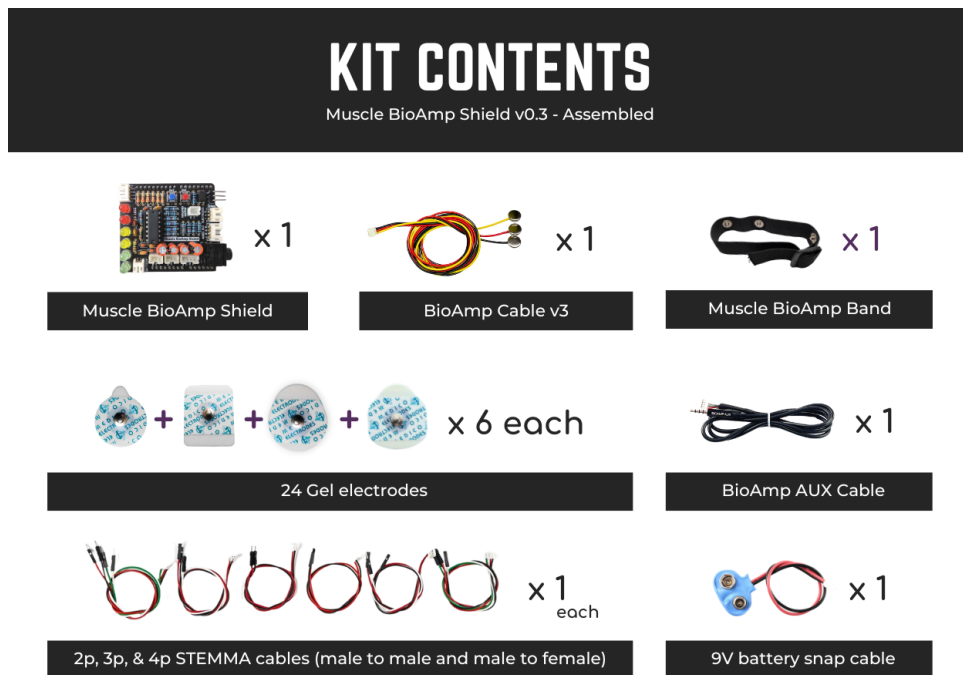 KIT CONTENTS
Muscle BioAmp Shield v0.3 - Assembled
x 1
x 1
x 1
Muscle BioAmp Shield
BioAmp Cable v3
Muscle BioAmp Band
+ + + x 6 each
x 1
24 Gel electrodes
BioAmp AUX Cable
x 1
each
x 1
2p, 3p, & 4p STEMMA cables (male to male and male to female)
9V battery snap cable